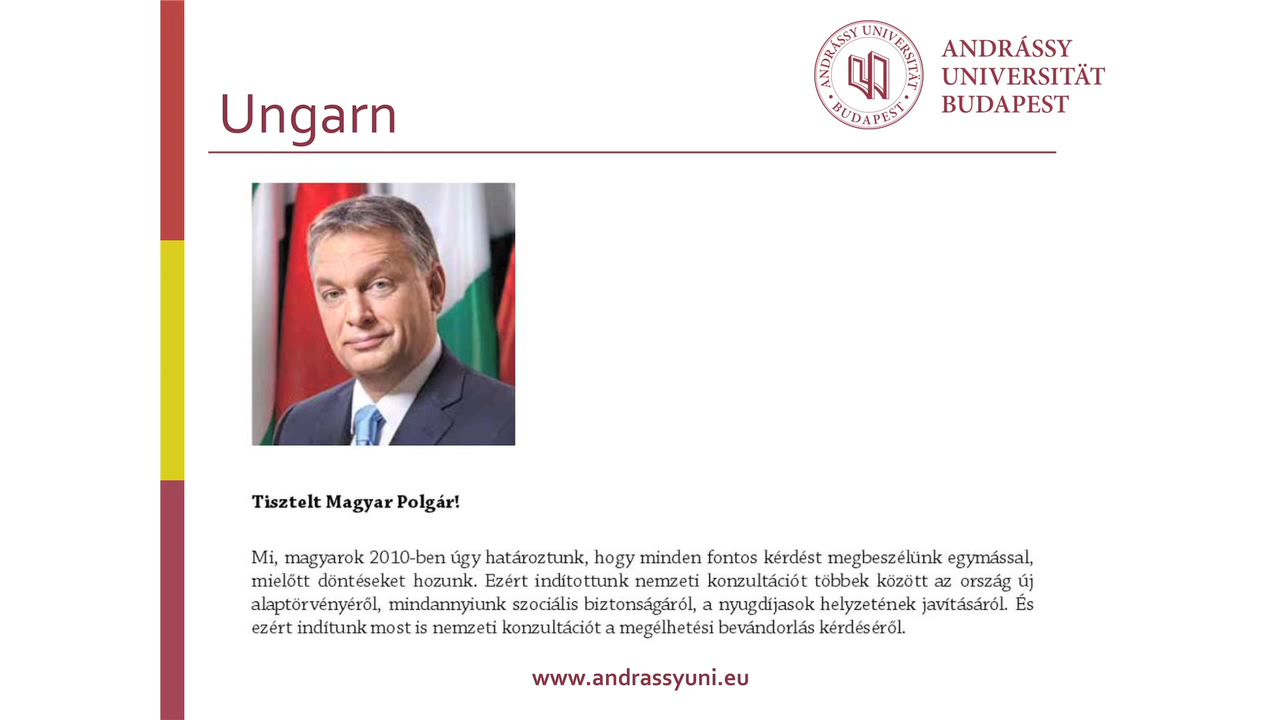 ANDRÁSSY UNIVERSITÄT
• BUDAPEST •
ANDRÁSSY
UNIVERSITÄT
BUDAPEST
Ungarn
Tisztelt Magyar Polgár!
Mi, magyarok 2010-ben úgy határoztunk, hogy minden fontos kérdést megbeszélünk egymással,
mielőtt döntéseket hozunk. Ezért indítottunk nemzeti konzultációt többek között az ország új
alaptörvényéről, mindannyiunk szociális biztonságáról, a nyugdíjasok helyzetének javításáról. És
ezért indítunk most is nemzeti konzultációt a megélhetési bevándorlás kérdéséről.
www.andrassyuni.eu